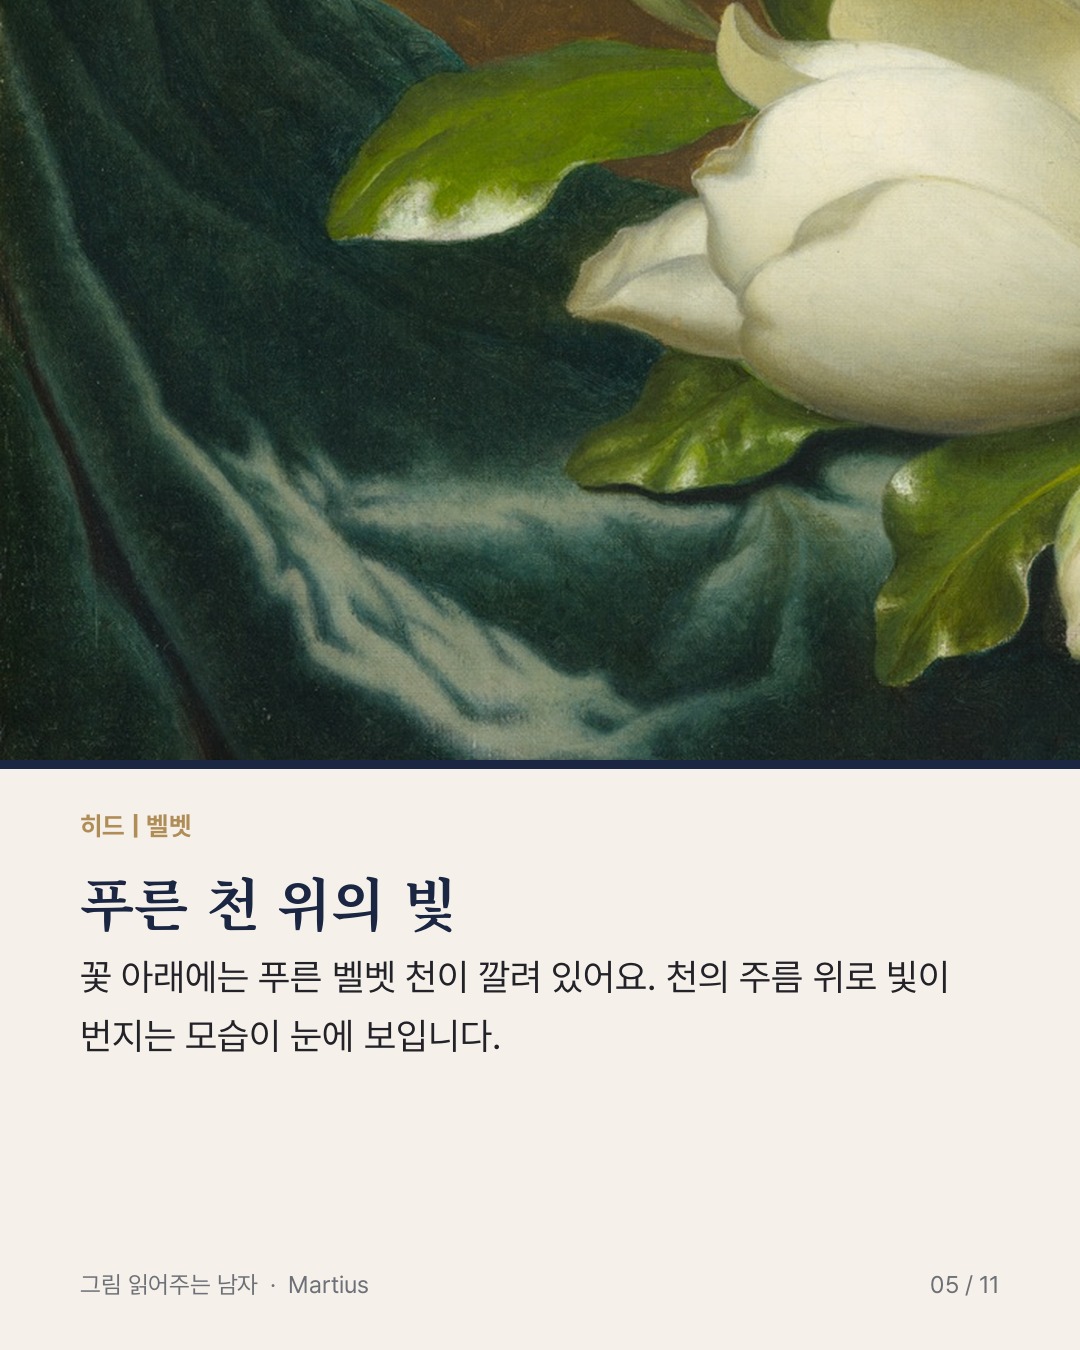 히드 | 벨벳
푸른 천 위의 빛
꽃 아래에는 푸른 벨벳 천이 깔려 있어요. 천의 주름 위로 빛이
번지는 모습이 눈에 보입니다.
그림 읽어주는 남자 · Martius
05 / 11